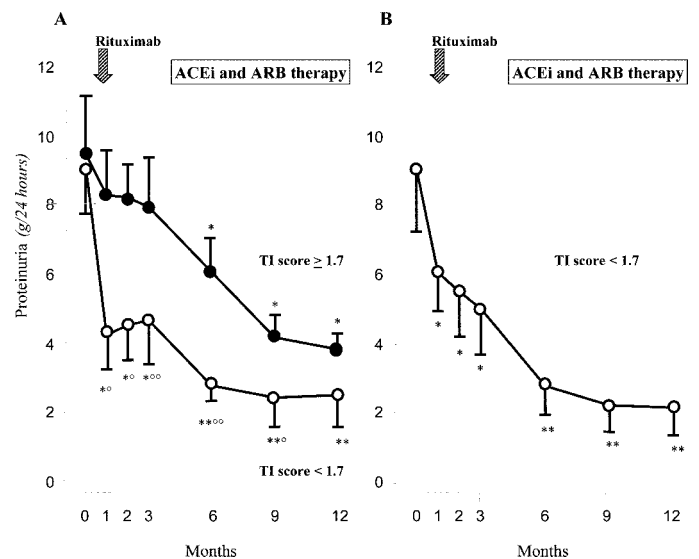 A
B
Rituximab
Rituximab
ACEi and ARB therapy
ACEi and ARB therapy
Proteinuria (g/24 hours)
12
10
8
6
4
2
0
*
*
*
TI score ≥ 1.7
*°
*°
*°°
**°°
**°
**
TI score < 1.7
0 1 2 3 6 9 12
Months
12
10
8
6
4
2
0
TI score < 1.7
*
*
*
**
**
**
0 1 2 3 6 9 12
Months